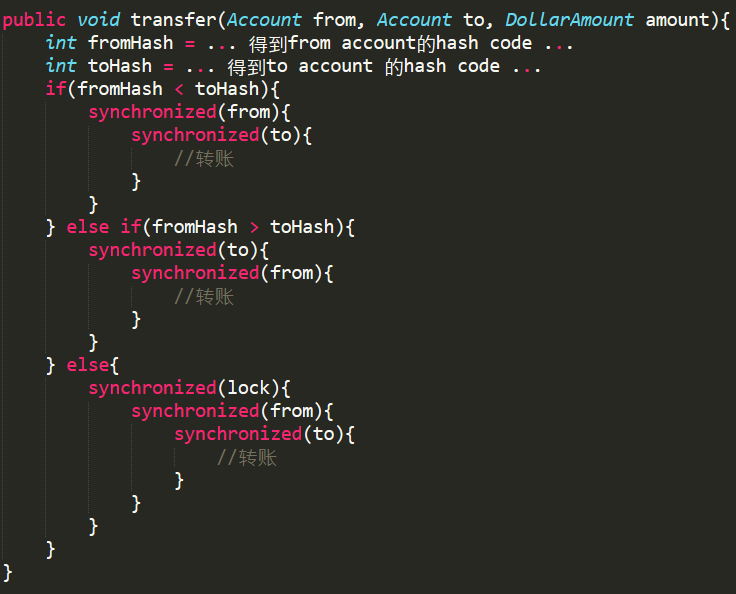 public void transfer(Account from, Account to, DollarAmount amount){
    int fromHash = ... 得到from account的hash code ...
    int toHash = ... 得到to account 的hash code ...
    if(fromHash < toHash){
        synchronized(from){
            synchronized(to){
                //转账
            }
        }
    } else if(fromHash > toHash){
        synchronized(to){
            synchronized(from){
                //转账
            }
        }
    } else{
        synchronized(lock){
            synchronized(from){
                synchronized(to){
                    //转账
                }
            }
        }
    }
}